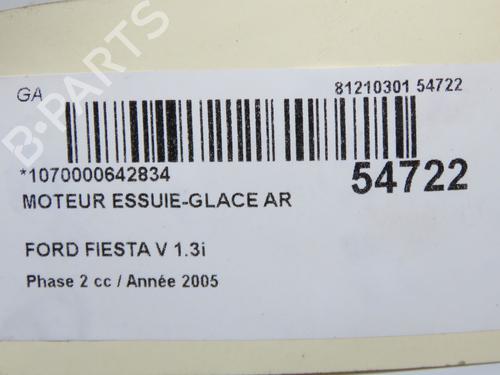 GA
81210301 54722
B-PARTS
*1070000642834
54722
MOTEUR ESSUIE-GLACE AR
FORD FIESTA V 1.3i
Phase 2 cc / Année 2005